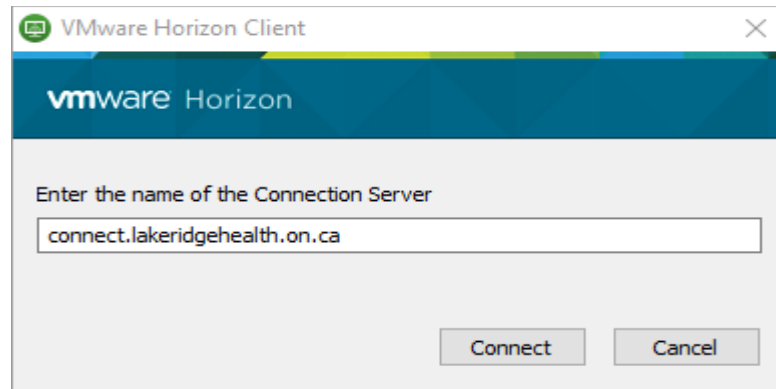 VMware Horizon Client
vmware Horizon
Enter the name of the Connection Server
connect.lakeridgehealth.on.ca
Connect Cancel